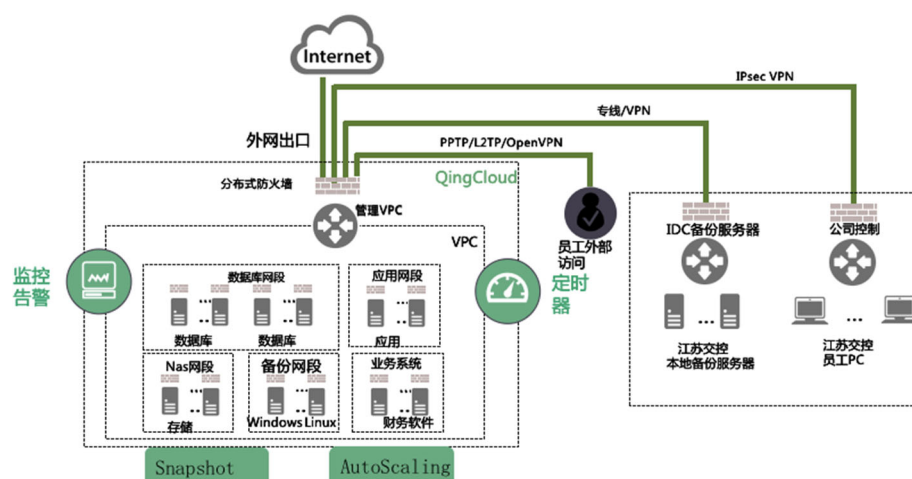 Internet
IPsec VPN
专线/VPN
外网出口
PPTP/L2TP/OpenVPN
分布式防火墙
QingCloud
管理VPC
VPC
员工外部
访问
IDC备份服务器
公司控制
监控
告警
定时
器
数据库网段
应用网段
数据库
数据库
应用
江苏交控
本地备份服务器
江苏交控
员工PC
Nas网段
备份网段
业务系统
存储
Windows Linux
财务软件
Snapshot
AutoScaling